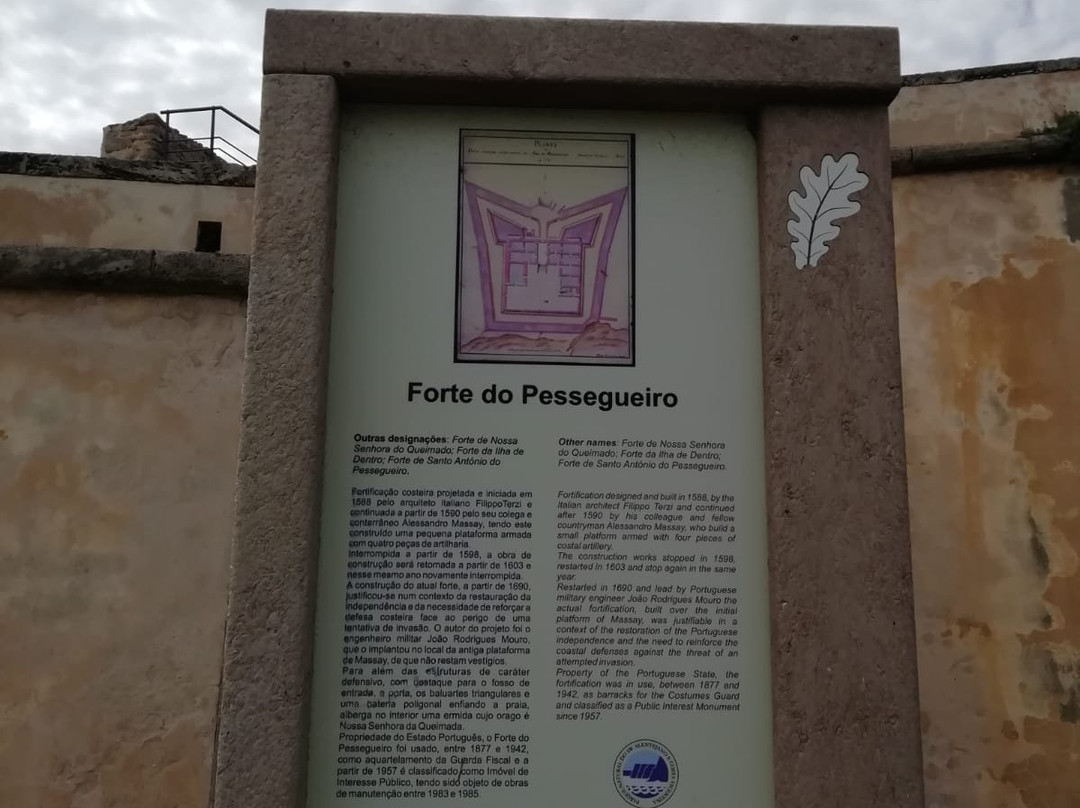 PLANTA
Forte do Pessegueiro
Outras designações: Forte de Nossa
Senhora do Queimado; Forte da Ilha de
Dentro; Forte de Santo António do
Pessegueiro.
Fortificação costeira projetada e iniciada em
1588 pelo arquiteto italiano FilippoTerzi e
continuada a partir de 1590 pelo seu colega e
conterrâneo Alessandro Massay, tendo este
construído uma pequena plataforma armada
com quatro peças de artilharia.
Interrompida a partir de 1598, a obra de
construção será retomada a partir de 1603 e
nesse mesmo ano novamente interrompida.
A construção do atual forte, a partir de 1690,
justificou-se num contexto da restauração da
independência e da necessidade de reforçar a
defesa costeira face ao perigo de uma
tentativa de invasão. O autor do projeto foi o
engenheiro militar João Rodrigues Mouro,
que o implantou no local da antiga plataforma
de Massay, de que não restam vestígios.
Para além das estruturas de caráter
defensivo, com destaque para o fosso de
entrada, a porta, os baluartes triangulares e
uma bateria poligonal enfiando a praia,
alberga no interior uma ermida cujo orago é
Nossa Senhora da Queimada.
Propriedade do Estado Português, o Forte do
Pessegueiro foi usado, entre 1877 e 1942,
como aquartelamento da Guarda Fiscal e a
partir de 1957 é classificado como Imóvel de
Interesse Público, tendo sido objeto de obras
de manutenção entre 1983 e 1985.
Other names: Forte de Nossa Senhora
do Queimado; Forte da Ilha de Dentro;
Forte de Santo António do Pessegueiro.
Fortification designed and built in 1588, by the
Italian architect Filippo Terzi and continued
after 1590 by his colleague and fellow
countryman Alessandro Massay, who build a
small platform armed with four pieces of
costal artillery.
The construction works stopped in 1598,
restarted in 1603 and stop again in the same
year.
Restarted in 1690 and lead by Portuguese
military engineer João Rodrigues Mouro the
actual fortification, built over the initial
platform of Massay, was justifiable in a
context of the restoration of the Portuguese
independence and the need to reinforce the
coastal defenses against the threat of an
attempted invasion.
Property of the Portuguese State, the
fortification was in use, between 1877 and
1942, as barracks for the Costumes Guard
and classified as a Public Interest Monument
since 1957.
PARQUE NATURAL DO SW ALENTEJANO E COSTA VICENTINA